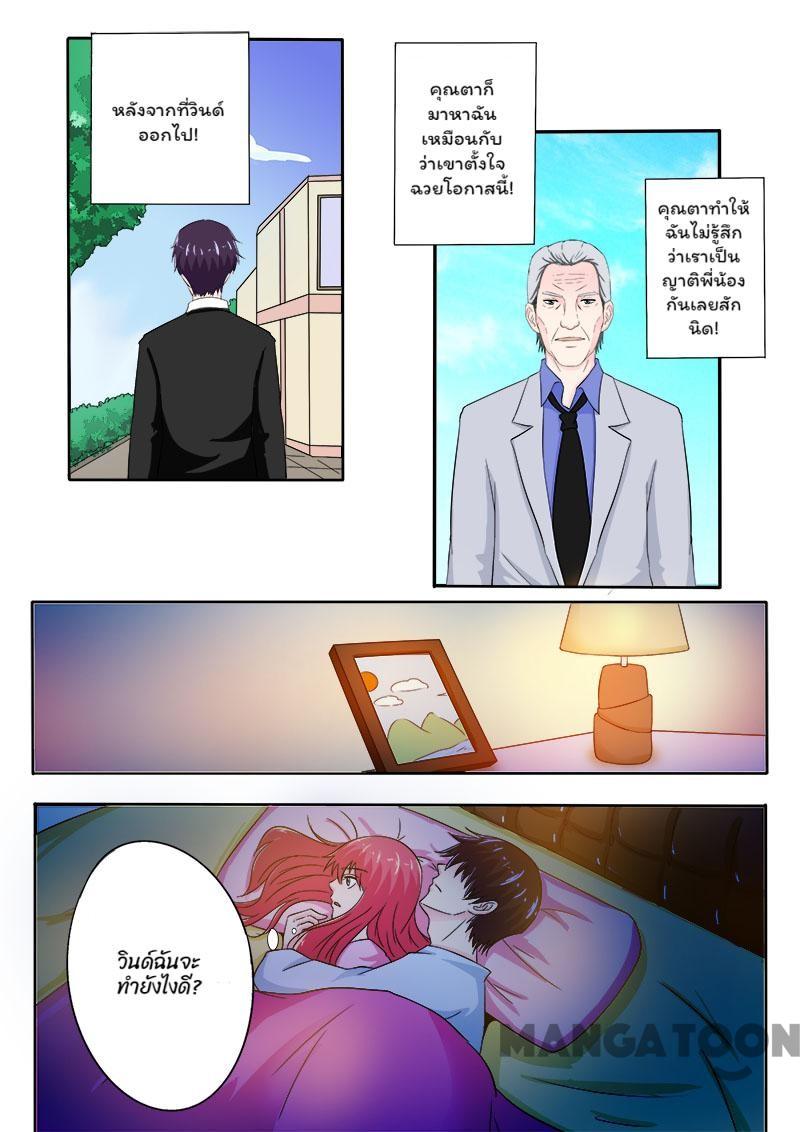 หลังจากที่วินด์
ออกไป!
คุณตาก็
มาหาฉัน
เหมือนกับ
ว่าเขาตั้งใจ
ฉวยโอกาสนี้!
คุณตาทำให้
ฉันไม่รู้สึก
ว่าเราเป็น
ญาติพี่น้อง
กันเลยสัก
นิด!
วินด์ฉันจะ
ทำยังไงดี?
MANGATOON